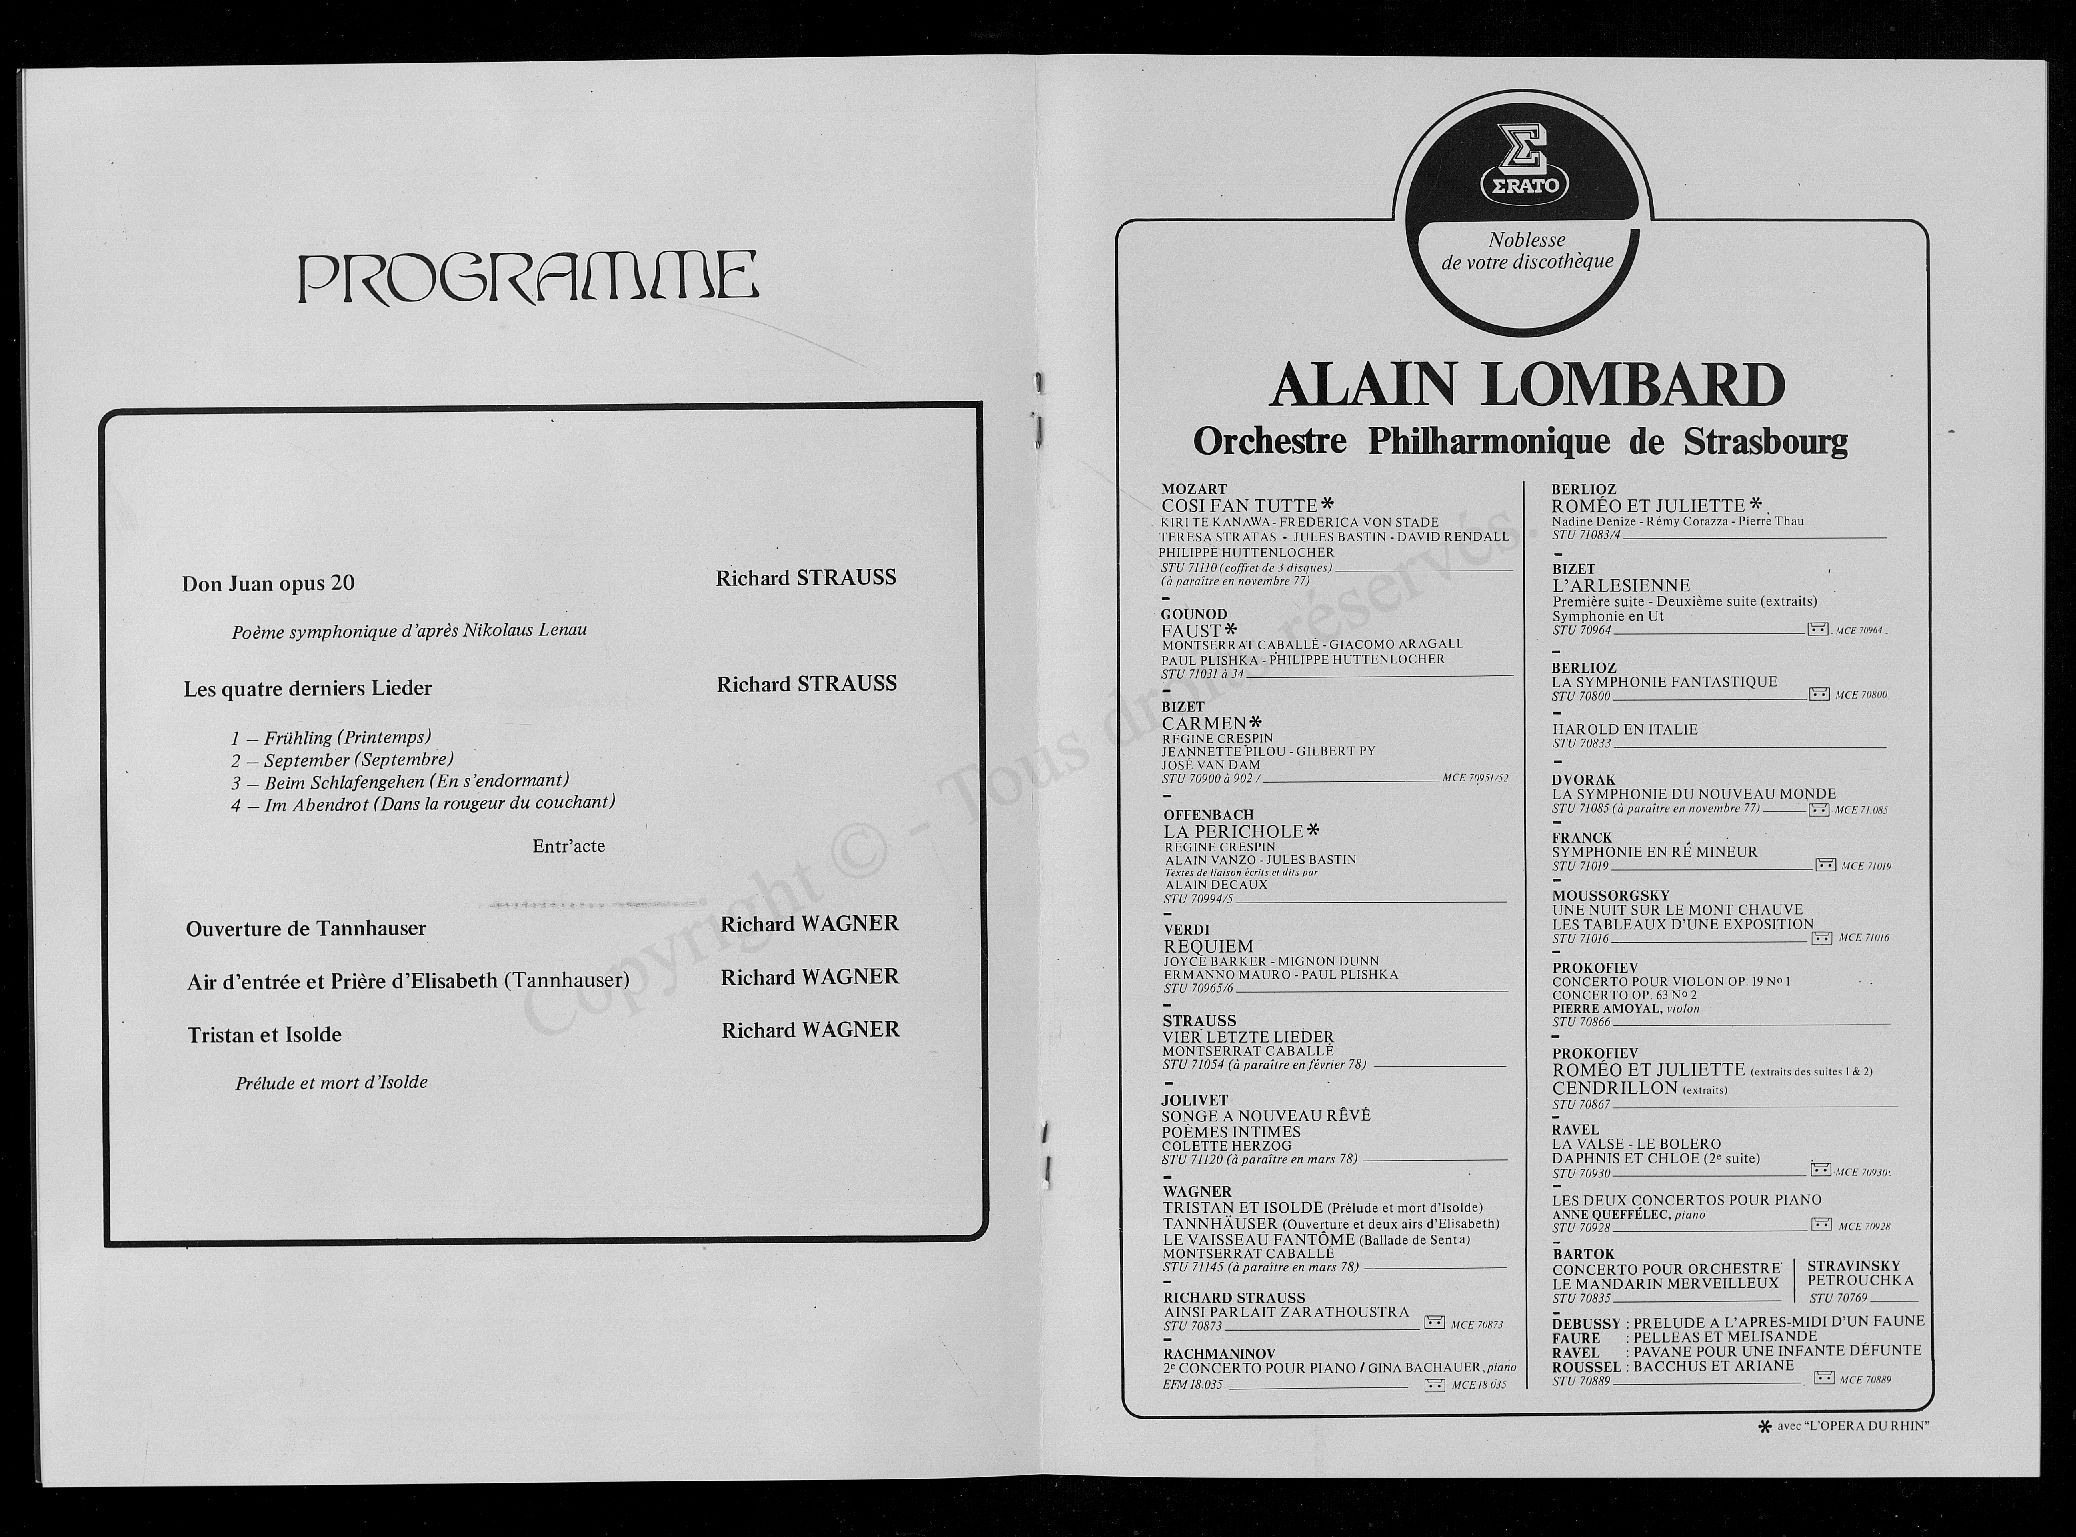 PROGRAMME
Don Juan opus 20 Richard STRAUSS
Poème symphonique d'après Nikolaus Lenau
Les quatre derniers Lieder Richard STRAUSS
1 – Frühling (Printemps)
2 – September (Septembre)
3 – Beim Schlafengehen (En s'endormant)
4 – Im Abendrot (Dans la rougeur du couchant)
Entr'acte
Ouverture de Tannhauser Richard WAGNER
Air d'entrée et Prière d'Elisabeth (Tannhauser) Richard WAGNER
Tristan et Isolde Richard WAGNER
Prélude et mort d'Isolde
Copyright © - Tous droits réservés.
ΣRATO
Noblesse
de votre discothèque
ALAIN LOMBARD
Orchestre Philharmonique de Strasbourg
MOZART
COSI FAN TUTTE *
KIRI TE KANAWA - FREDERICA VON STADE
TERESA STRATAS - JULES BASTIN - DAVID RENDALL
PHILIPPE HUTTENLOCHER
STU 71110 (coffret de 3 disques)
(à paraître en novembre 77)
GOUNOD
FAUST *
MONTSERRAT CABALLÉ - GIACOMO ARAGALL
PAUL PLISHKA - PHILIPPE HUTTENLOCHER
STU 71031 à 34
BIZET
CARMEN *
REGINE CRESPIN
JEANNETTE PILOU - GILBERT PY
JOSÉ VAN DAM
STU 70900 à 902 / MCE 70951/52
OFFENBACH
LA PERICHOLE *
REGINE CRESPIN
ALAIN VANZO - JULES BASTIN
Textes de liaison écrits et dits par
ALAIN DECAUX
STU 70994/5
VERDI
REQUIEM
JOYCE BARKER - MIGNON DUNN
ERMANNO MAURO - PAUL PLISHKA
STU 70965/6
STRAUSS
VIER LETZTE LIEDER
MONTSERRAT CABALLÉ
STU 71054 (à paraître en février 78)
JOLIVET
SONGE A NOUVEAU RÊVÉ
POÈMES INTIMES
COLETTE HERZOG
STU 71120 (à paraître en mars 78)
WAGNER
TRISTAN ET ISOLDE (Prélude et mort d'Isolde)
TANNHÄUSER (Ouverture et deux airs d'Elisabeth)
LE VAISSEAU FANTÔME (Ballade de Senta)
MONTSERRAT CABALLÉ
STU 71145 (à paraître en mars 78)
RICHARD STRAUSS
AINSI PARLAIT ZARATHOUSTRA
STU 70873 MCE 70873
RACHMANINOV
2e CONCERTO POUR PIANO / GINA BACHAUER, piano
EFM 18.035 MCE 18 035
BERLIOZ
ROMÉO ET JULIETTE *
Nadine Denize - Rémy Corazza - Pierre Thau
STU 71083/4
BIZET
L'ARLESIENNE
Première suite - Deuxième suite (extraits)
Symphonie en Ut
STU 70964 MCE 70964
BERLIOZ
LA SYMPHONIE FANTASTIQUE
STU 70800 MCE 70800
HAROLD EN ITALIE
STU 70833
DVORAK
LA SYMPHONIE DU NOUVEAU MONDE
STU 71085 (à paraître en novembre 77) MCE 71.085
FRANCK
SYMPHONIE EN RÉ MINEUR
STU 71019 MCE 71019
MOUSSORGSKY
UNE NUIT SUR LE MONT CHAUVE
LES TABLEAUX D'UNE EXPOSITION
STU 71016 MCE 71016
PROKOFIEV
CONCERTO POUR VIOLON OP. 19 Nº 1
CONCERTO OP. 63 Nº 2
PIERRE AMOYAL, violon
STU 70866
PROKOFIEV
ROMÉO ET JULIETTE (extraits des suites 1 & 2)
CENDRILLON (extraits)
STU 70867
RAVEL
LA VALSE - LE BOLERO
DAPHNIS ET CHLOE (2e suite)
STU 70930 MCE 70930
LES DEUX CONCERTOS POUR PIANO
ANNE QUEFFÉLEC, piano
STU 70928 MCE 70928
BARTOK
CONCERTO POUR ORCHESTRE
LE MANDARIN MERVEILLEUX
STU 70835
STRAVINSKY
PETROUCHKA
STU 70769
DEBUSSY : PRELUDE A L'APRES-MIDI D'UN FAUNE
FAURE : PELLEAS ET MELISANDE
RAVEL : PAVANE POUR UNE INFANTE DÉFUNTE
ROUSSEL : BACCHUS ET ARIANE
STU 70889 MCE 70889
* avec "L'OPERA DU RHIN"